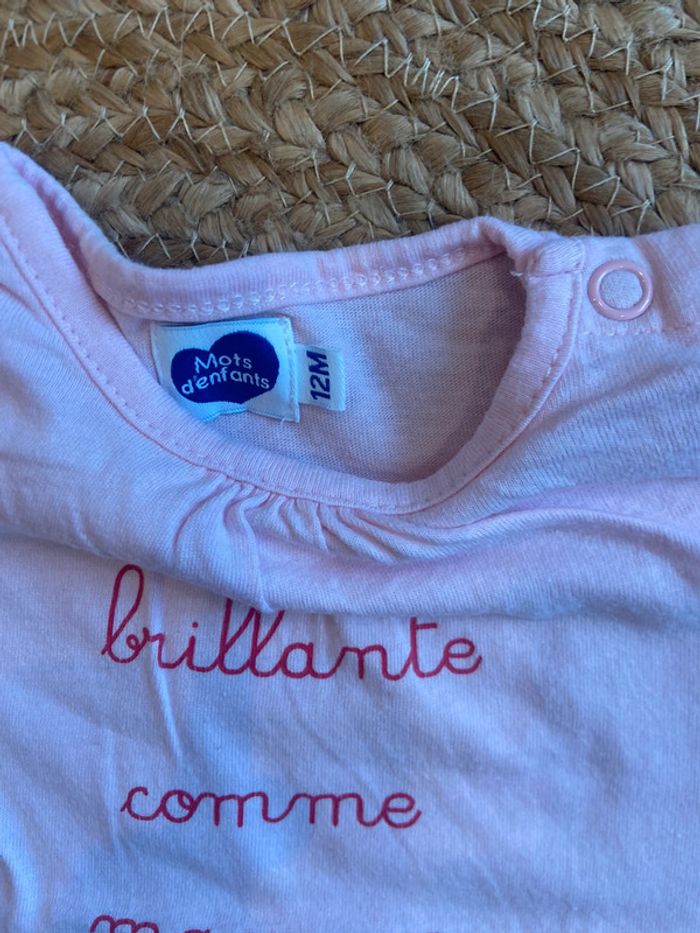 Mots
d'enfants
12M
brillante
comme